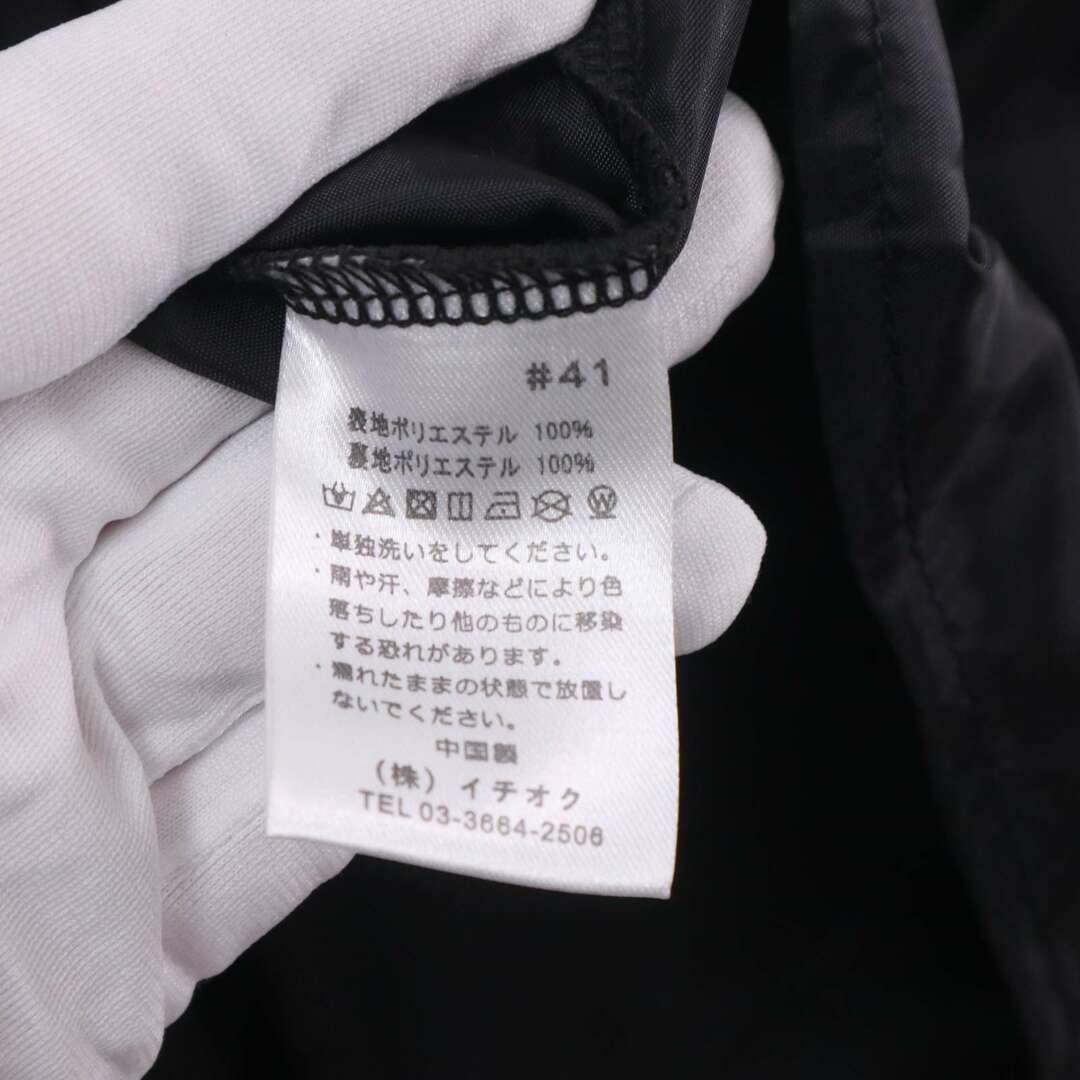 #41
表地ポリエステル 100%
裏地ポリエステル 100%
・単独洗いをしてください。
・雨や汗、摩擦などにより色
落ちしたり他のものに移染
する恐れがあります。
・濡れたままの状態で放置し
ないでください。
中国製
(株) イチオク
TEL 03-3664-2506